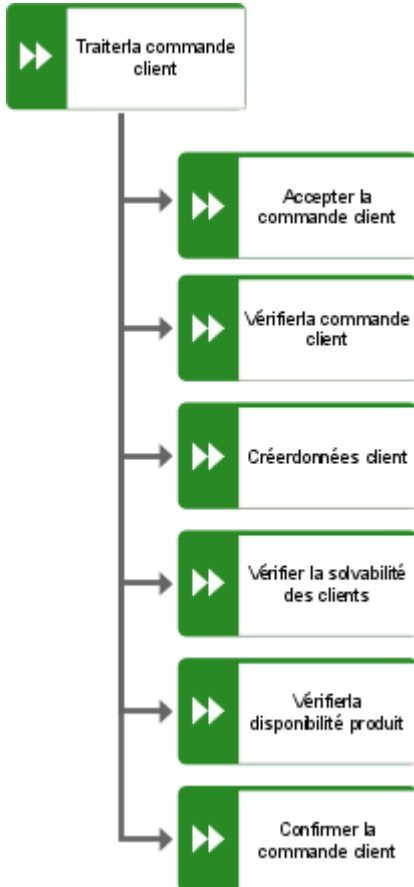 Traiterla commande
client
Accepter la
commande client
Vérifierla commande
client
Créerdonnées client
Vérifier la solvabilité
des clients
Vérifierla
disponibilité produit
Confirmer la
commande client